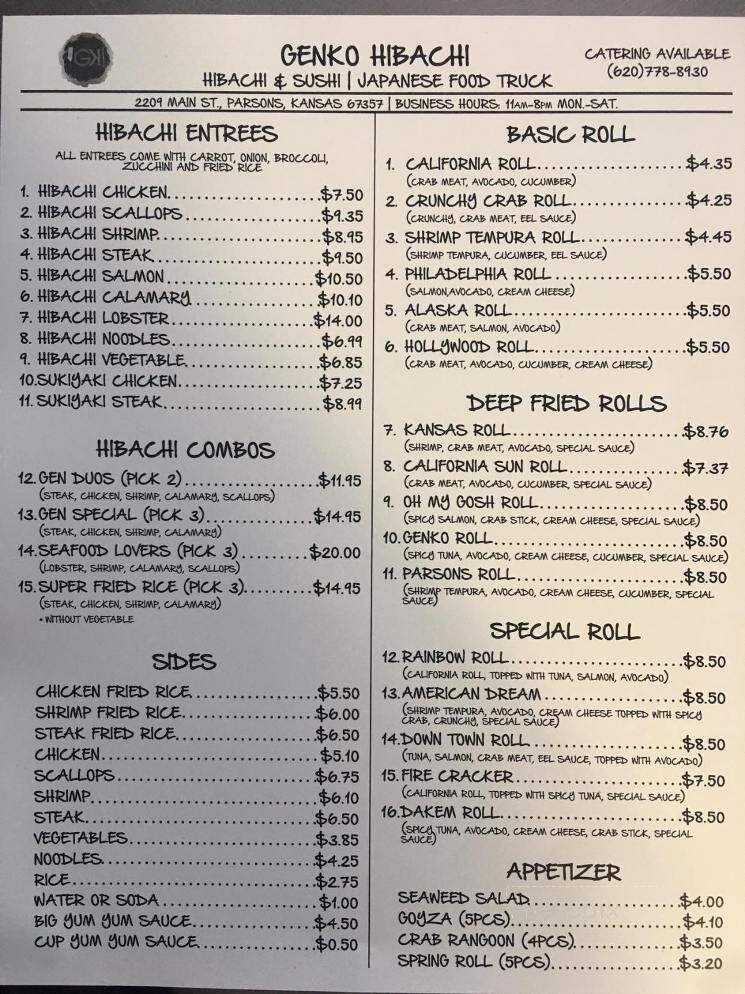 GKI
GENKO HIBACHI
HIBACHI & SUSHI | JAPANESE FOOD TRUCK
CATERING AVAILABLE
(620)778-8930
2209 MAIN ST., PARSONS, KANSAS 67357 | BUSINESS HOURS: 11AM-8PM MON.-SAT.
HIBACHI ENTREES
ALL ENTREES COME WITH CARROT, ONION, BROCCOLI,
ZUCCHINI AND FRIED RICE
1. HIBACHI CHICKEN....................$7.50
2. HIBACHI SCALLOPS....................$9.35
3. HIBACHI SHRIMP....................$8.95
4. HIBACHI STEAK....................$9.50
5. HIBACHI SALMON....................$10.50
6. HIBACHI CALAMARY....................$10.10
7. HIBACHI LOBSTER....................$14.00
8. HIBACHI NOODLES....................$6.99
9. HIBACHI VEGETABLE....................$6.85
10.SUKIYAKI CHICKEN....................$7.25
11. SUKIYAKI STEAK....................$8.99
HIBACHI COMBOS
12. GEN DUOS (PICK 2)....................$11.95
(STEAK, CHICKEN, SHRIMP, CALAMARY, SCALLOPS)
13.GEN SPECIAL (PICK 3)....................$14.95
(STEAK, CHICKEN, SHRIMP, CALAMARY)
14.SEAFOOD LOVERS (PICK 3)..........$20.00
(LOBSTER, SHRIMP, CALAMARY, SCALLOPS)
15. SUPER FRIED RICE (PICK 3)..........$14.95
(STEAK, CHICKEN, SHRIMP, CALAMARY)
• WITHOUT VEGETABLE
SIDES
CHICKEN FRIED RICE....................$5.50
SHRIMP FRIED RICE....................$6.00
STEAK FRIED RICE....................$6.50
CHICKEN....................$5.10
SCALLOPS....................$6.75
SHRIMP....................$6.10
STEAK....................$6.50
VEGETABLES....................$3.85
NOODLES....................$4.25
RICE....................$2.75
WATER OR SODA....................$1.00
BIG YUM YUM SAUCE....................$4.50
CUP YUM YUM SAUCE....................$0.50
BASIC ROLL
1. CALIFORNIA ROLL....................$4.35
(CRAB MEAT, AVOCADO, CUCUMBER)
2. CRUNCHY CRAB ROLL....................$4.25
(CRUNCHY, CRAB MEAT, EEL SAUCE)
3. SHRIMP TEMPURA ROLL....................$4.45
(SHRIMP TEMPURA, CUCUMBER, EEL SAUCE)
4. PHILADELPHIA ROLL....................$5.50
(SALMON,AVOCADO, CREAM CHEESE)
5. ALASKA ROLL....................$5.50
(CRAB MEAT, SALMON, AVOCADO)
6. HOLLYWOOD ROLL....................$5.50
(CRAB MEAT, AVOCADO, CUCUMBER, CREAM CHEESE)
DEEP FRIED ROLLS
7. KANSAS ROLL....................$8.76
(SHRIMP, CRAB MEAT, AVOCADO, SPECIAL SAUCE)
8. CALIFORNIA SUN ROLL....................$7.37
(CRAB MEAT, AVOCADO, CUCUMBER, SPECIAL SAUCE)
9. OH MY GOSH ROLL....................$8.50
(SPICY SALMON, CRAB STICK, CREAM CHEESE, SPECIAL SAUCE)
10.GENKO ROLL....................$8.50
(SPICY TUNA, AVOCADO, CREAM CHEESE, CUCUMBER, SPECIAL SAUCE)
11. PARSONS ROLL....................$8.50
(SHRIMP TEMPURA, AVOCADO, CREAM CHEESE, CUCUMBER, SPECIAL
SAUCE)
SPECIAL ROLL
12. RAINBOW ROLL....................$8.50
(CALIFORNIA ROLL, TOPPED WITH TUNA, SALMON, AVOCADO)
13. AMERICAN DREAM....................$8.50
(SHRIMP TEMPURA, AVOCADO, CREAM CHEESE TOPPED WITH SPICY
CRAB, CRUNCHY, SPECIAL SAUCE)
14.DOWN TOWN ROLL....................$8.50
(TUNA, SALMON, CRAB MEAT, EEL SAUCE, TOPPED WITH AVOCADO)
15. FIRE CRACKER....................$7.50
(CALIFORNIA ROLL, TOPPED WITH SPICY TUNA, SPECIAL SAUCE)
16.DAKEM ROLL....................$8.50
(SPICY TUNA, AVOCADO, CREAM CHEESE, CRAB STICK, SPECIAL
SAUCE)
APPETIZER
SEAWEED SALAD....................$4.00
GOYZA (5PCS)....................$4.10
CRAB RANGOON (4PCS)....................$3.50
SPRING ROLL (5PCS)....................$3.20